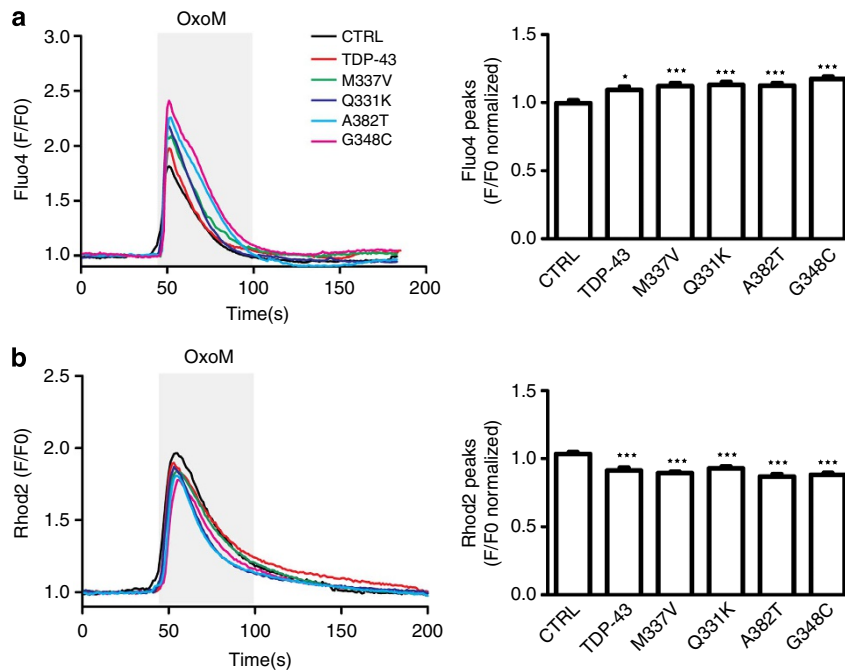 a
OxoM
CTRL
TDP-43
M337V
Q331K
A382T
G348C
Fluo4 (F/F0)
3.0
2.5
2.0
1.5
1.0
0
50
100
150
200
Time(s)
Fluo4 peaks
(F/F0 normalized)
1.5
1.0
0.5
0.0
*
***
***
***
***
CTRL
TDP-43
M337V
Q331K
A382T
G348C
b
OxoM
Rhod2 (F/F0)
2.5
2.0
1.5
1.0
0
50
100
150
200
Time(s)
Rhod2 peaks
(F/F0 normalized)
1.5
1.0
0.5
0.0
***
***
***
***
***
CTRL
TDP-43
M337V
Q331K
A382T
G348C